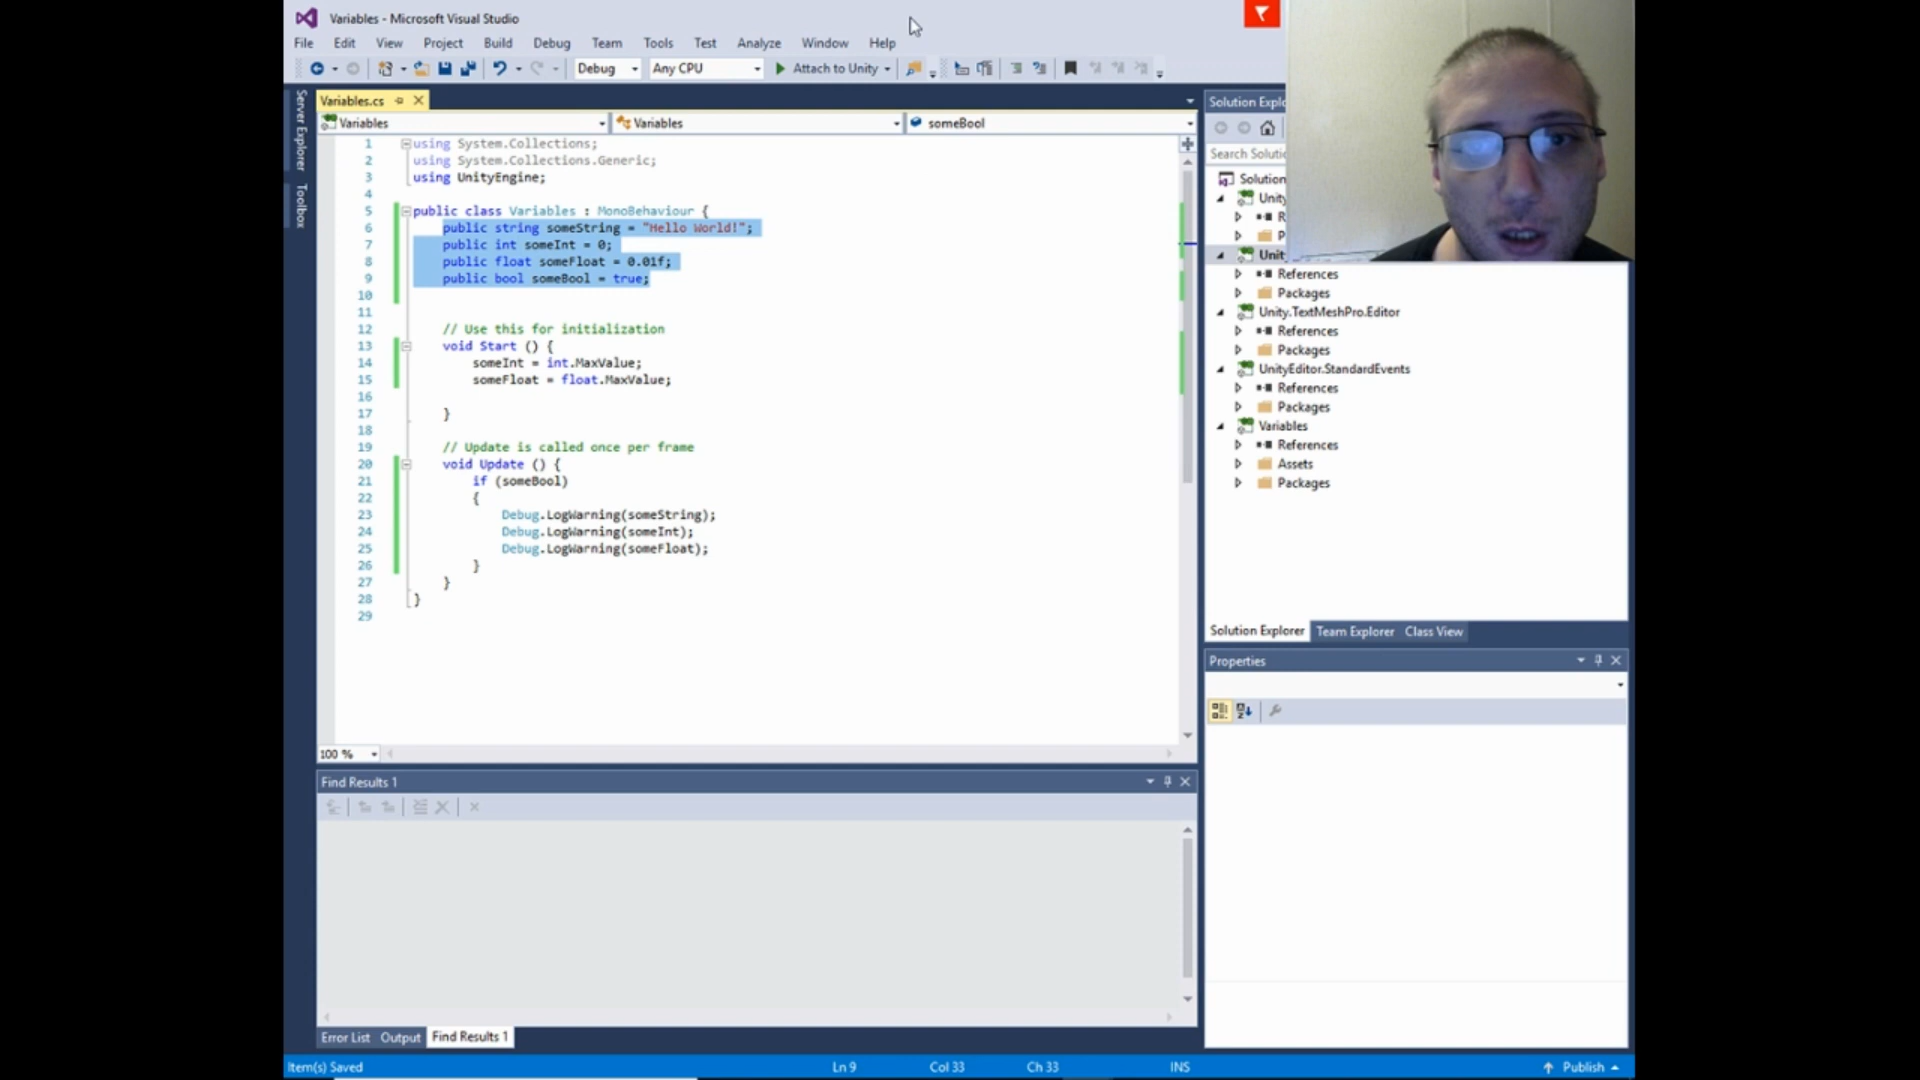 Variables - Microsoft Visual Studio
File Edit View Project Build Debug Team Tools Test Analyze Window Help
Debug Any CPU Attach to Unity
Server Explorer
Toolbox
Variables.cs
Variables Variables someBool
1 using System.Collections;
2 using System.Collections.Generic;
3 using UnityEngine;
4
5 public class Variables : MonoBehaviour {
6 public string someString = "Hello World!";
7 public int someInt = 0;
8 public float someFloat = 0.01f;
9 public bool someBool = true;
10
11
12 // Use this for initialization
13 void Start () {
14 someInt = int.MaxValue;
15 someFloat = float.MaxValue;
16
17 }
18
19 // Update is called once per frame
20 void Update () {
21 if (someBool)
22 {
23 Debug.LogWarning(someString);
24 Debug.LogWarning(someInt);
25 Debug.LogWarning(someFloat);
26 }
27 }
28 }
29
100 %
Find Results 1
Error List Output Find Results 1
Solution Explo
Search Solutio
Solution
Unity
R
P
Unit
References
Packages
Unity.TextMeshPro.Editor
References
Packages
UnityEditor.StandardEvents
References
Packages
Variables
References
Assets
Packages
Solution Explorer Team Explorer Class View
Properties
Item(s) Saved Ln 9 Col 33 Ch 33 INS Publish